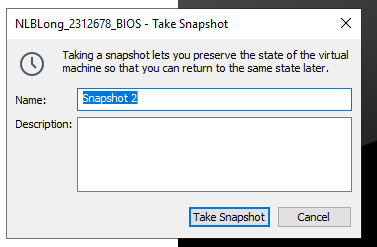 NLBLong_2312678_BIOS - Take Snapshot
Taking a snapshot lets you preserve the state of the virtual
machine so that you can return to the same state later.
Name:
Snapshot 2
Description:
Take Snapshot
Cancel